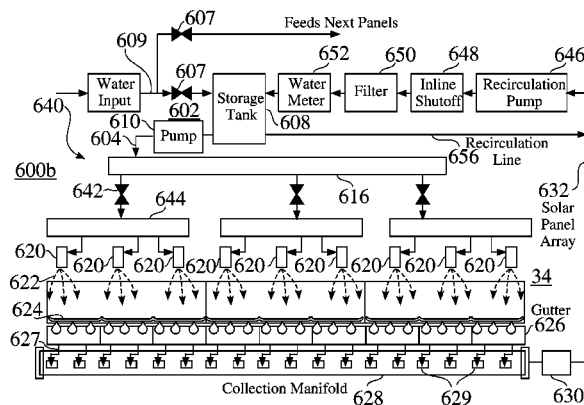 607
Feeds Next Panels
609
607
652
650
648
646
Water Input
Storage Tank
Water Meter
Filter
Inline Shutoff
Recirculation Pump
640
610
602
608
604
Pump
656
Recirculation Line
600b
642
616
632
644
Solar Panel Array
620
620
620
620
620
620
620
622
34
624
Gutter
626
627
Collection Manifold
628
629
630